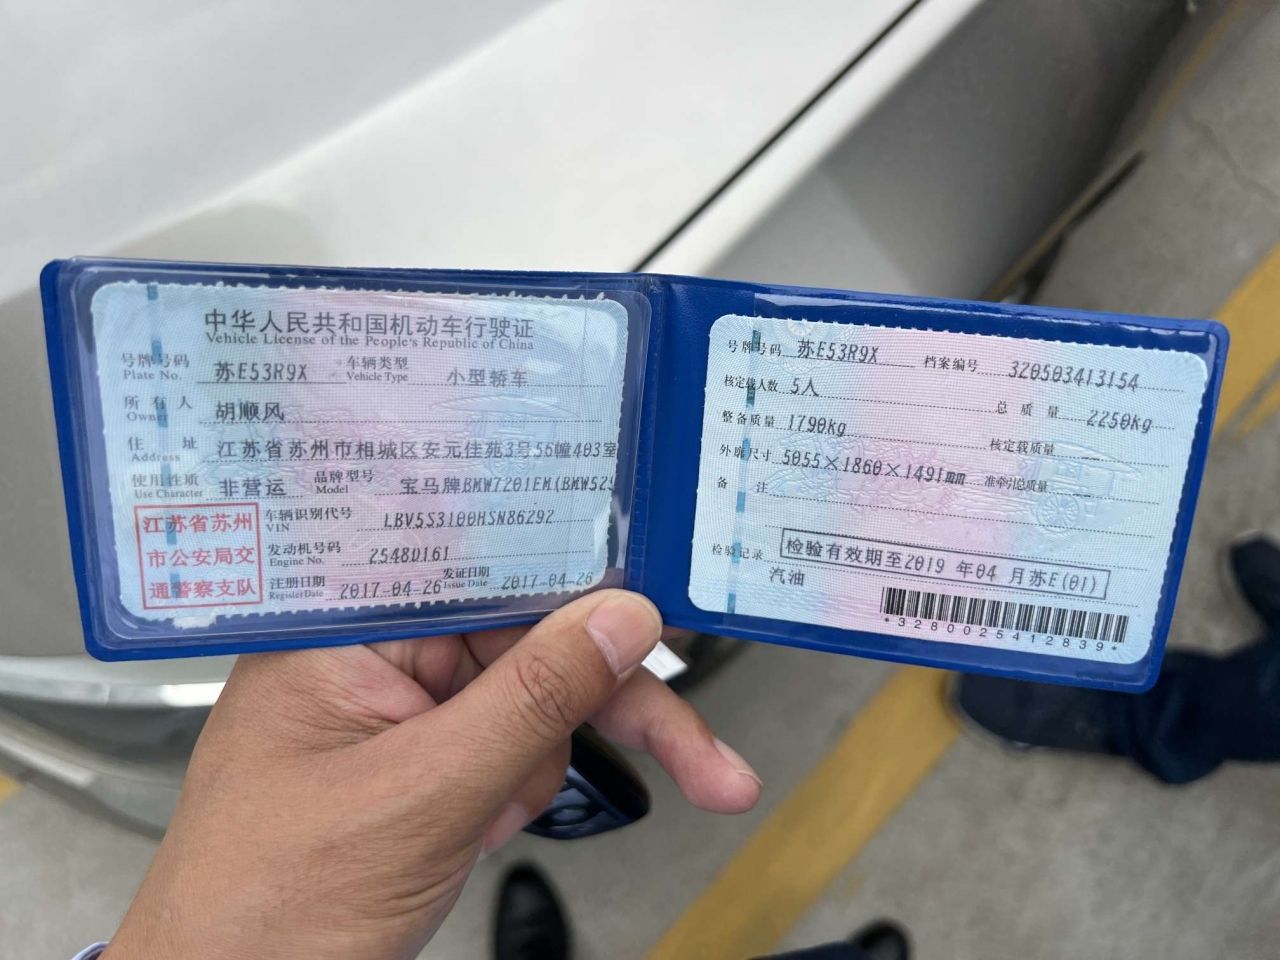 中华人民共和国机动车行驶证
Vehicle License of the People's Republic of China
号牌号码 苏E53R9X 车辆类型 小型轿车
Plate No. Vehicle Type
所有人 胡顺风
Owner
住址 江苏省苏州市相城区安元佳苑3号56幢403室
Address
使用性质 非营运 品牌型号 宝马牌BMW7201EM(BMW525
Use Character Model
江苏省苏州
市公安局交
通警察支队
车辆识别代号 LBV5S3100HSN86292
VIN
发动机号码 25480161
Engine No.
注册日期 2017-04-26 发证日期 2017-04-26
Register Date Issue Date
号牌号码 苏E53R9X 档案编号 320503413154
核定载人数 5人 总质量 2250kg
整备质量 1790kg 核定载质量
外廓尺寸 5055×1860×1491mm 准牵引总质量
备注
检验记录 检验有效期至2019年04月苏E(01)
汽油
*3280025412839*